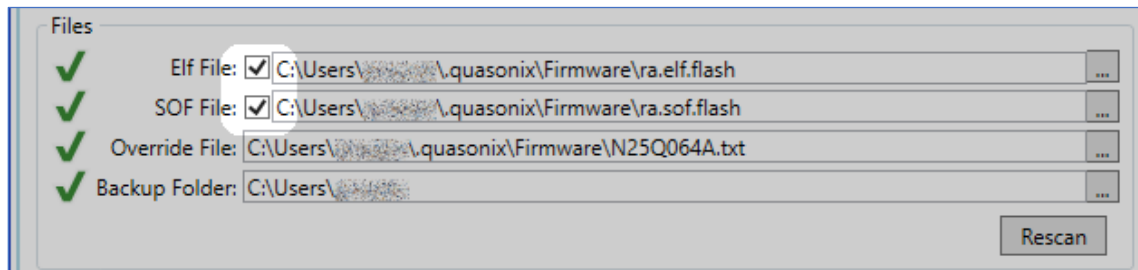 Files
Elf File: C:\Users\ \.quasonix\Firmware\ra.elf.flash ...
SOF File: C:\Users\ \.quasonix\Firmware\ra.sof.flash ...
Override File: C:\Users\ \.quasonix\Firmware\N25Q064A.txt ...
Backup Folder: C:\Users\ ...
Rescan